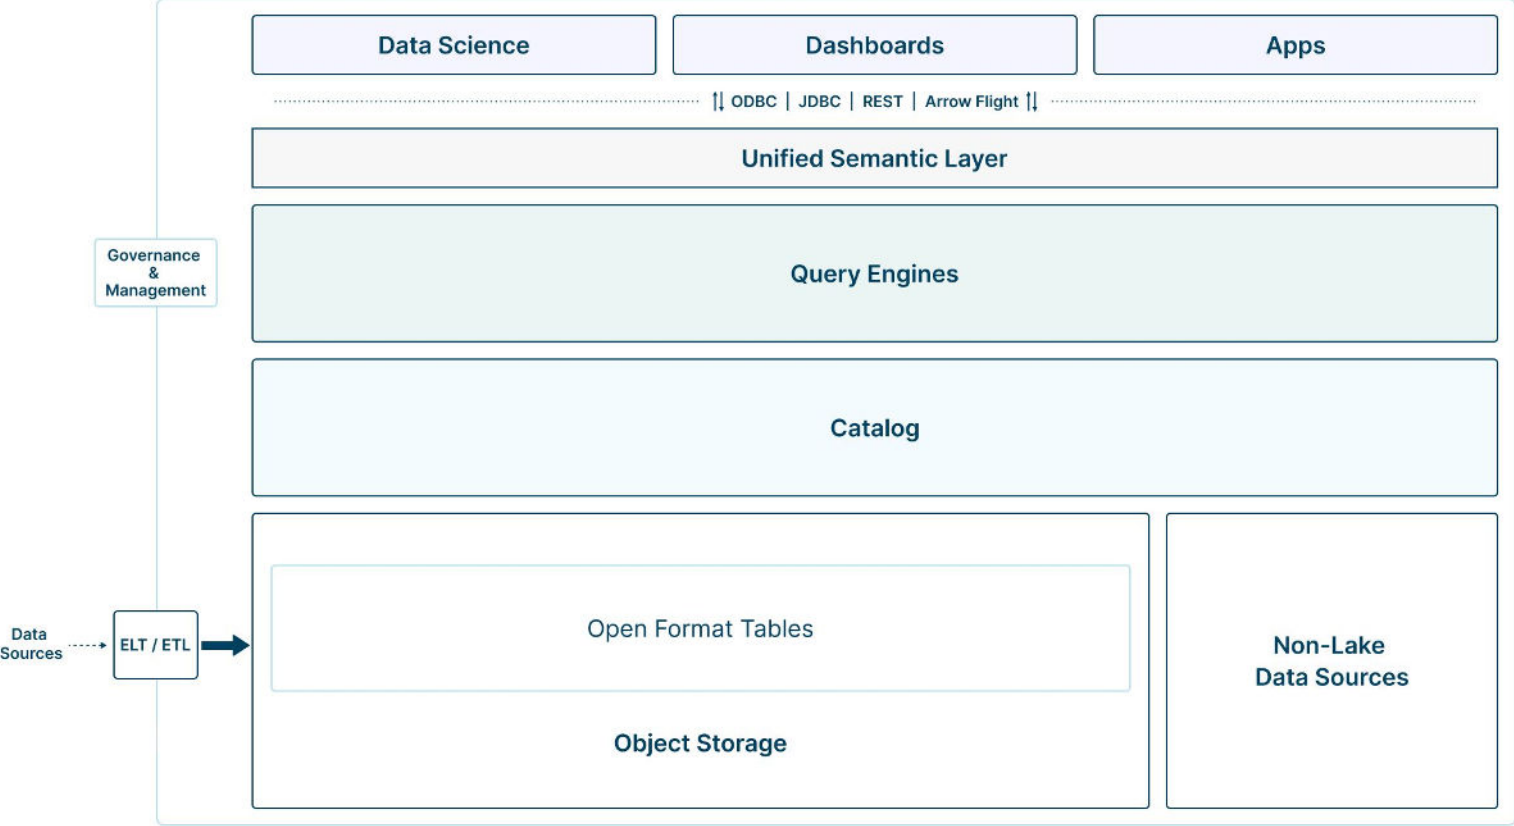 Data Science
Dashboards
Apps
ODBC | JDBC | REST | Arrow Flight
Unified Semantic Layer
Governance
&
Management
Query Engines
Catalog
Data
Sources
ELT / ETL
Open Format Tables
Object Storage
Non-Lake
Data Sources